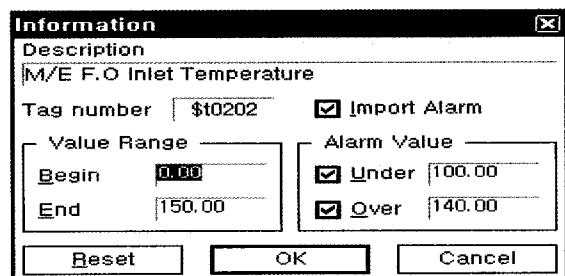 Information
Description
M/E F.O Inlet Temperature
Tag number $t0202 Import Alarm
Value Range
Begin 0.00
End 150.00
Alarm Value
Under 100.00
Over 140.00
Reset OK Cancel